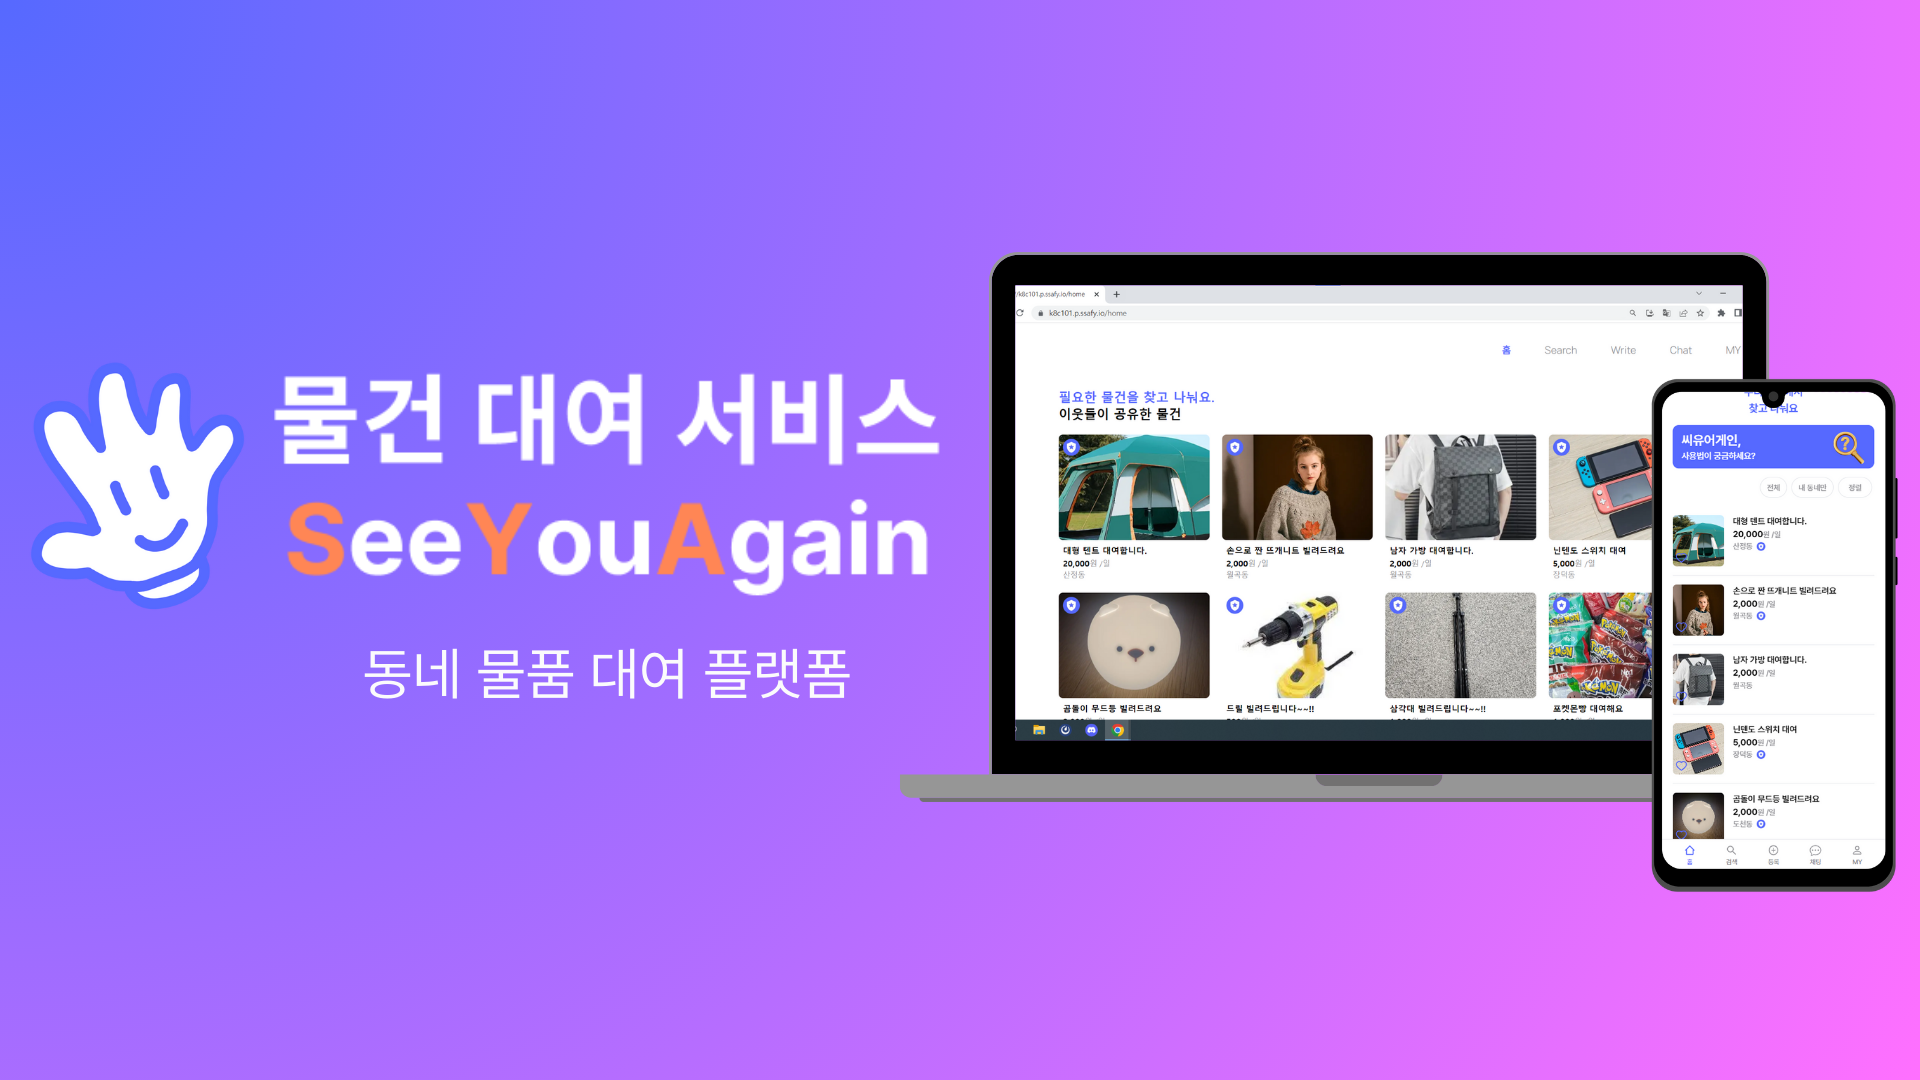 물건 대여 서비스
SeeYouAgain
동네 물품 대여 플랫폼
/k8c101.p.ssafy.io/home
k8c101.p.ssafy.io/home
홈 Search Write Chat MY
필요한 물건을 찾고 나눠요.
이웃들이 공유한 물건
대형 텐트 대여합니다.
20,000원 /일
산정동
손으로 짠 뜨개니트 빌려드려요
2,000원 /일
월곡동
남자 가방 대여합니다.
2,000원 /일
월곡동
닌텐도 스위치 대여
5,000원 /일
장덕동
곰돌이 무드등 빌려드려요
드릴 빌려드립니다~~!!
삼각대 빌려드립니다~~!!
포켓몬빵 대여해요
찾고 나눠요
씨유어게인,
사용법이 궁금하세요?
전체 내 동네만 정렬
대형 텐트 대여합니다.
20,000원 /일
산정동
손으로 짠 뜨개니트 빌려드려요
2,000원 /일
월곡동
남자 가방 대여합니다.
2,000원 /일
월곡동
닌텐도 스위치 대여
5,000원 /일
장덕동
곰돌이 무드등 빌려드려요
2,000원 /일
도산동
홈 검색 등록 채팅 MY